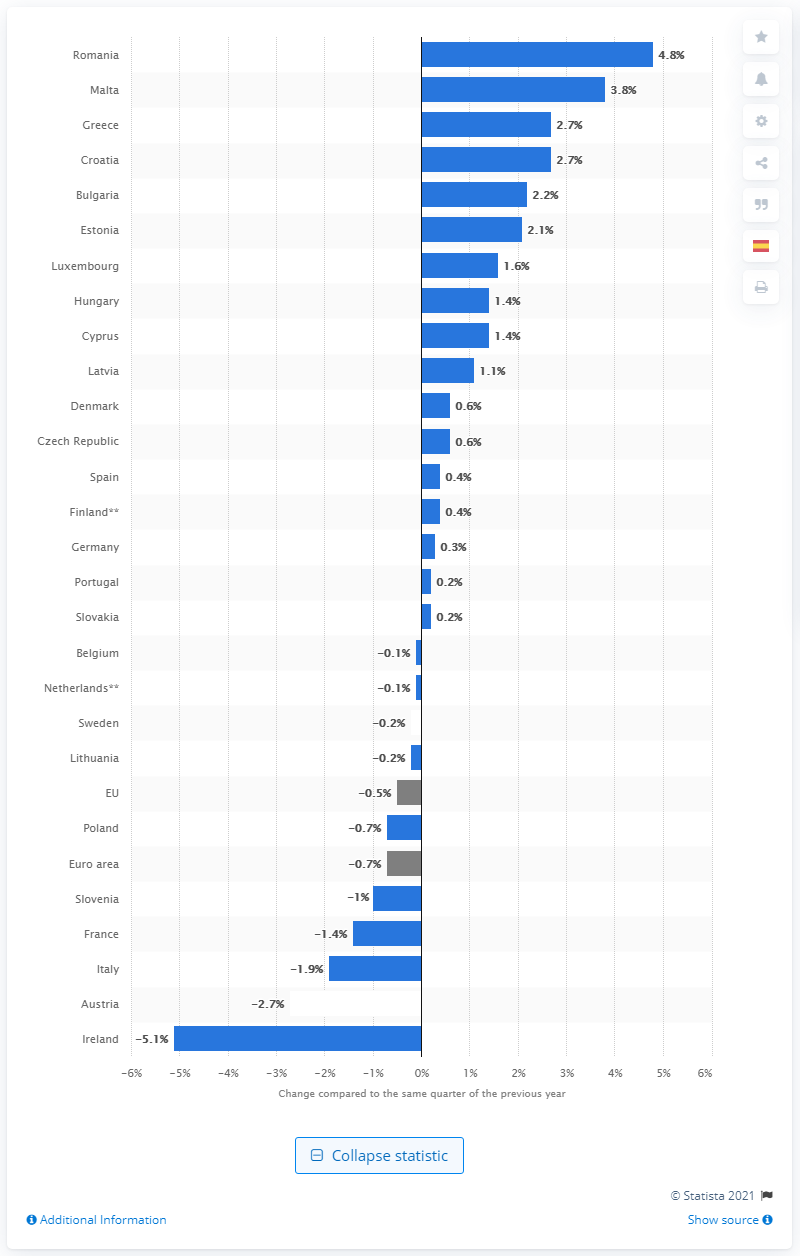 Romania 4.8%
Malta 3.8%
Greece 2.7%
Croatia 2.7%
Bulgaria 2.2%
Estonia 2.1%
Luxembourg 1.6%
Hungary 1.4%
Cyprus 1.4%
Latvia 1.1%
Denmark 0.6%
Czech Republic 0.6%
Spain 0.4%
Finland** 0.4%
Germany 0.3%
Portugal 0.2%
Slovakia 0.2%
Belgium -0.1%
Netherlands** -0.1%
Sweden -0.2%
Lithuania -0.2%
EU -0.5%
Poland -0.7%
Euro area -0.7%
Slovenia -1%
France -1.4%
Italy -1.9%
Austria -2.7%
Ireland -5.1%
-6% -5% -4% -3% -2% -1% 0% 1% 2% 3% 4% 5% 6%
Change compared to the same quarter of the previous year
Collapse statistic
© Statista 2021
Additional Information Show source